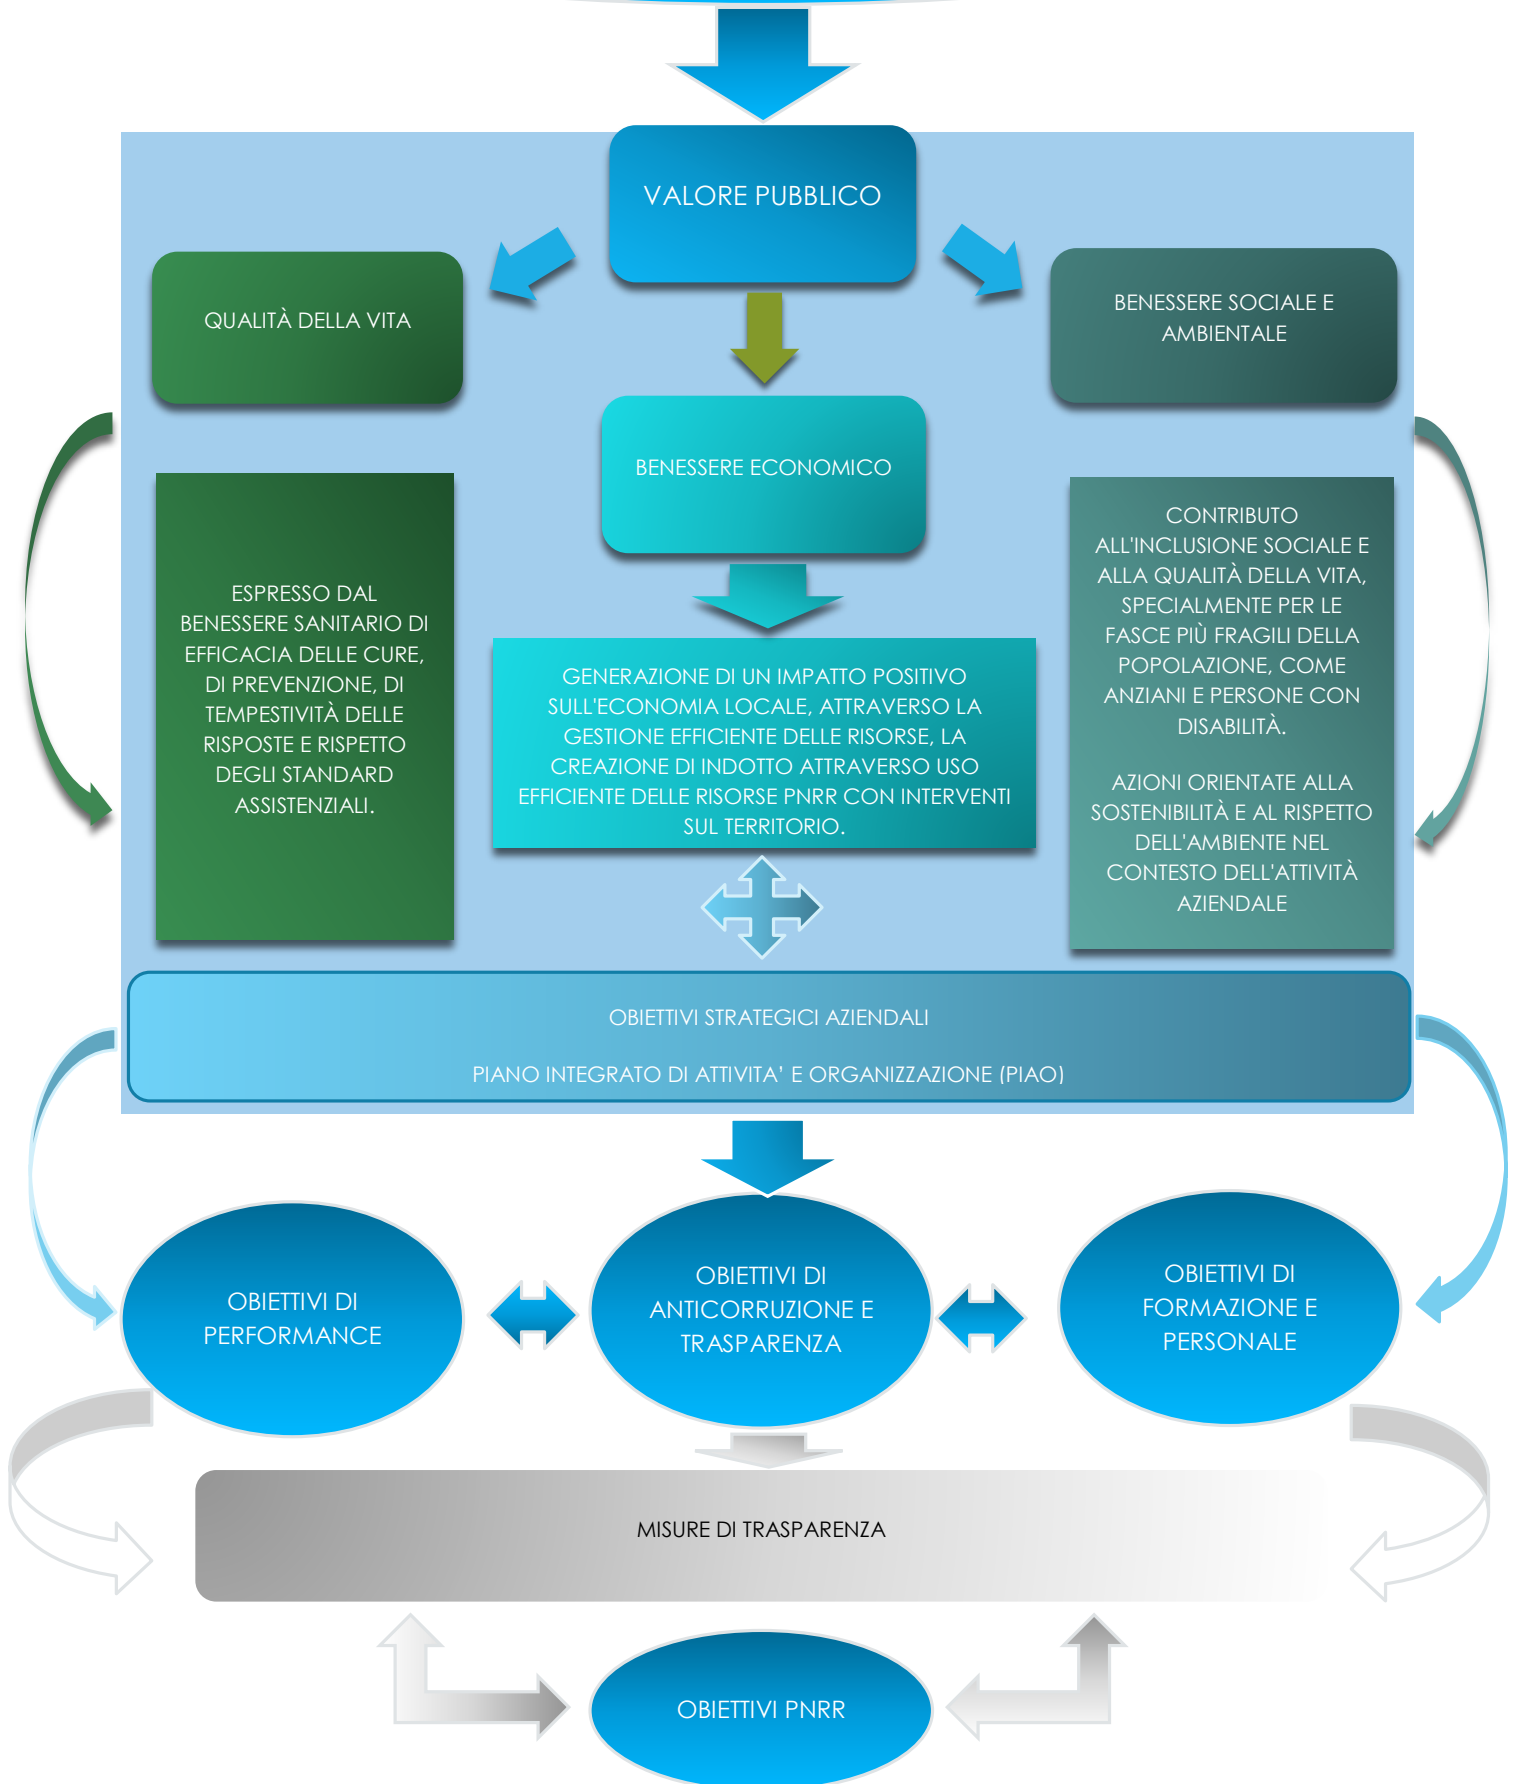 VALORE PUBBLICO
QUALITÀ DELLA VITA
BENESSERE SOCIALE E
AMBIENTALE
BENESSERE ECONOMICO
ESPRESSO DAL
BENESSERE SANITARIO DI
EFFICACIA DELLE CURE,
DI PREVENZIONE, DI
TEMPESTIVITÀ DELLE
RISPOSTE E RISPETTO
DEGLI STANDARD
ASSISTENZIALI.
GENERAZIONE DI UN IMPATTO POSITIVO
SULL'ECONOMIA LOCALE, ATTRAVERSO LA
GESTIONE EFFICIENTE DELLE RISORSE, LA
CREAZIONE DI INDOTTO ATTRAVERSO USO
EFFICIENTE DELLE RISORSE PNRR CON INTERVENTI
SUL TERRITORIO.
CONTRIBUTO
ALL'INCLUSIONE SOCIALE E
ALLA QUALITÀ DELLA VITA,
SPECIALMENTE PER LE
FASCE PIÙ FRAGILI DELLA
POPOLAZIONE, COME
ANZIANI E PERSONE CON
DISABILITÀ.
AZIONI ORIENTATE ALLA
SOSTENIBILITÀ E AL RISPETTO
DELL'AMBIENTE NEL
CONTESTO DELL'ATTIVITÀ
AZIENDALE
OBIETTIVI STRATEGICI AZIENDALI
PIANO INTEGRATO DI ATTIVITA' E ORGANIZZAZIONE (PIAO)
OBIETTIVI DI
PERFORMANCE
OBIETTIVI DI
ANTICORRUZIONE E
TRASPARENZA
OBIETTIVI DI
FORMAZIONE E
PERSONALE
MISURE DI TRASPARENZA
OBIETTIVI PNRR